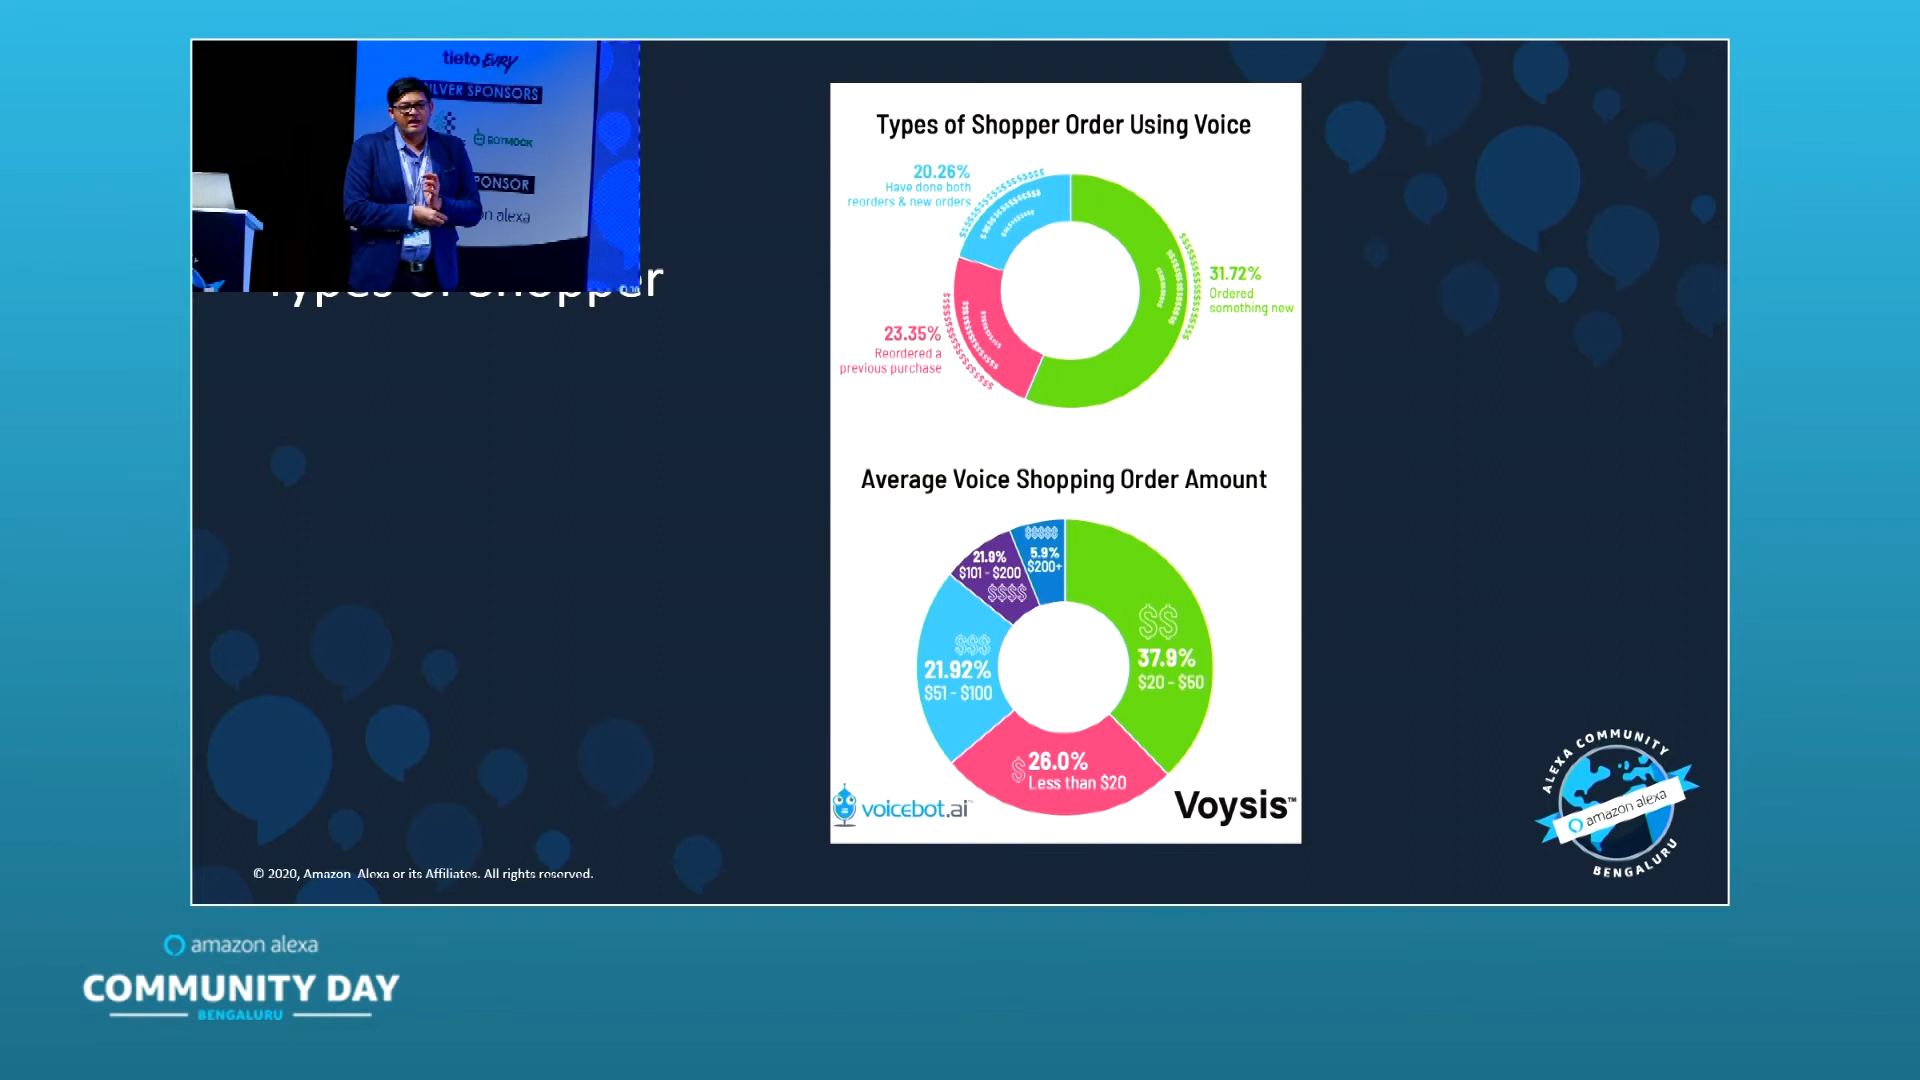 tieto EVRY
SILVER SPONSORS
BOTMOCK
SPONSOR
alexa
Types of Shopper
Types of Shopper Order Using Voice
20.26%
Have done both
reorders & new orders
31.72%
Ordered
something new
23.35%
Reordered a
previous purchase
Average Voice Shopping Order Amount
$$$$$
5.9%
$200+
21.9%
$101 - $200
$$$$
$$
37.9%
$20 - $50
$$$
21.92%
$51 - $100
$ 26.0%
Less than $20
voicebot.ai
Voysis™
ALEXA COMMUNITY
amazon alexa
BENGALURU
© 2020, Amazon Alexa or its Affiliates. All rights reserved.
amazon alexa
COMMUNITY DAY
BENGALURU